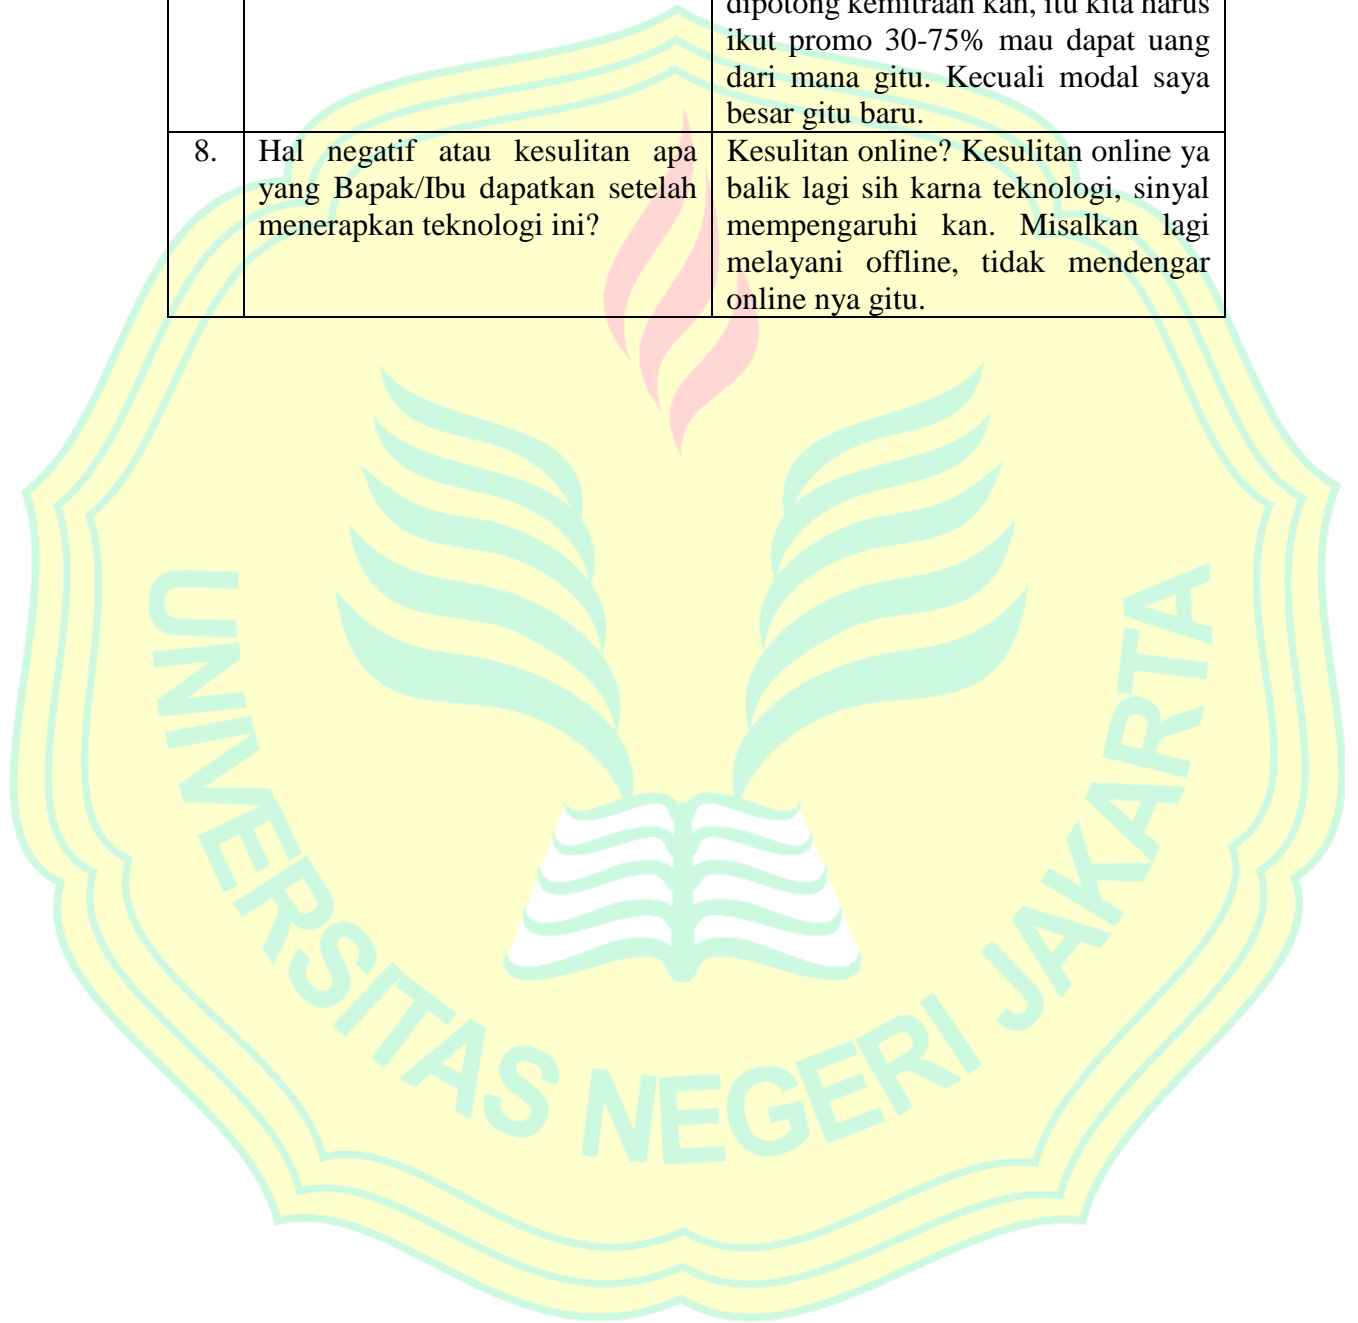 dipotong kemitraan kan, itu kita harus
ikut promo 30-75% mau dapat uang
dari mana gitu. Kecuali modal saya
besar gitu baru.
8. Hal negatif atau kesulitan apa
yang Bapak/Ibu dapatkan setelah
menerapkan teknologi ini?
Kesulitan online? Kesulitan online ya
balik lagi sih karna teknologi, sinyal
mempengaruhi kan. Misalkan lagi
melayani offline, tidak mendengar
online nya gitu.
UNIVERSITAS NEGERI JAKARTA